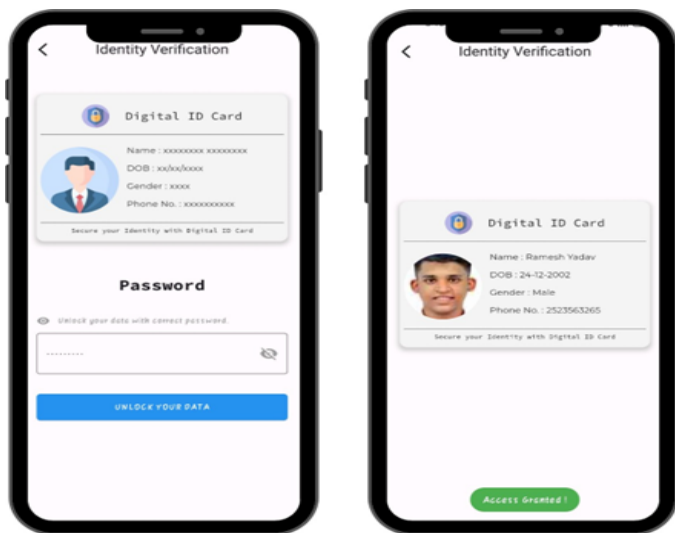 Identity Verification
Digital ID Card
Name : xxxxxxxx xxxxxxxx
DOB : xx/xx/xxxx
Gender : xxxx
Phone No. : xxxxxxxxxx
Secure your Identity with Digital ID Card
Password
Unlock your data with correct password.
---------
UNLOCK YOUR DATA
Identity Verification
Digital ID Card
Name : Ramesh Yadav
DOB : 24-12-2002
Gender : Male
Phone No. : 2523563265
Secure your Identity with Digital ID Card
Access Granted !